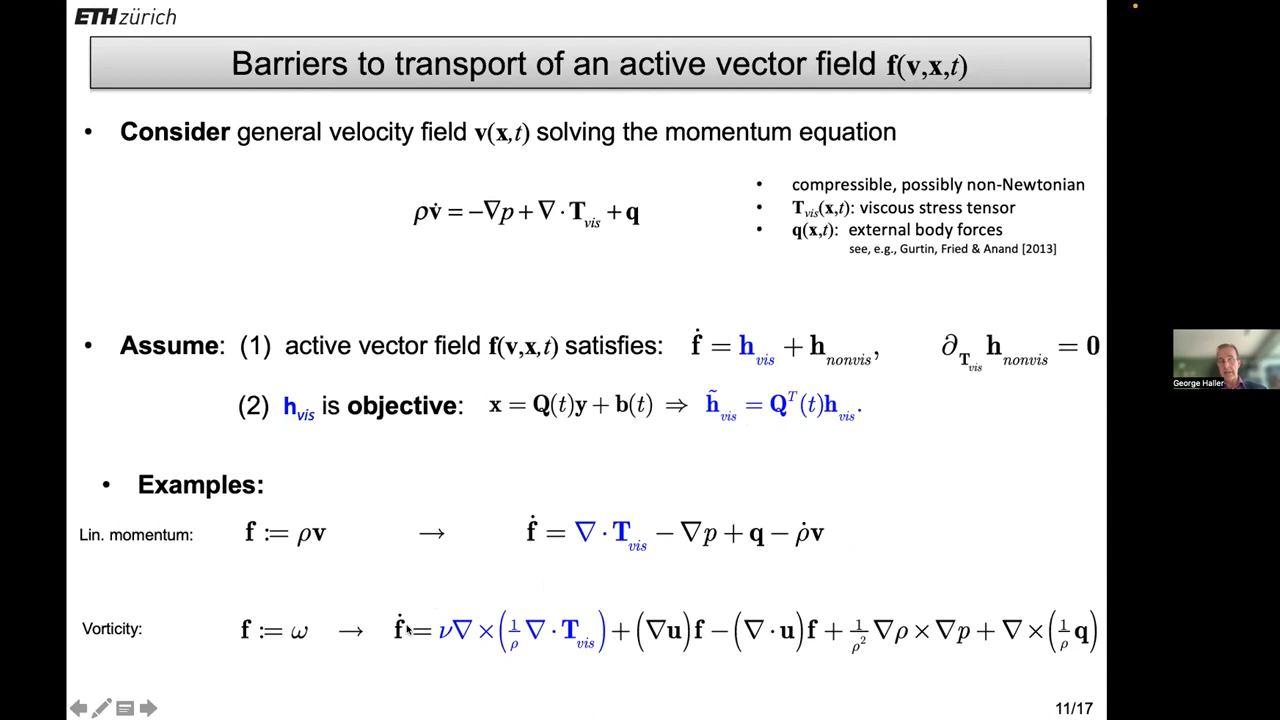 ETH zürich
Barriers to transport of an active vector field f(v,x,t)
• Consider general velocity field v(x,t) solving the momentum equation
ρv̇ = −∇p + ∇ · T_vis + q
• compressible, possibly non-Newtonian
• T_vis(x,t): viscous stress tensor
• q(x,t): external body forces
see, e.g., Gurtin, Fried & Anand [2013]
• Assume: (1) active vector field f(v,x,t) satisfies: ḟ = h_vis + h_nonvis, ∂_T_vis h_nonvis = 0
(2) h_vis is objective: x = Q(t)y + b(t) ⇒ h̃_vis = Q^T(t)h_vis.
• Examples:
Lin. momentum: f := ρv → ḟ = ∇ · T_vis − ∇p + q − ρ̇v
Vorticity: f := ω → ḟ = ν∇ × (1/ρ ∇ · T_vis) + (∇u)f − (∇ · u)f + 1/ρ² ∇ρ × ∇p + ∇ × (1/ρ q)
11/17
George Haller